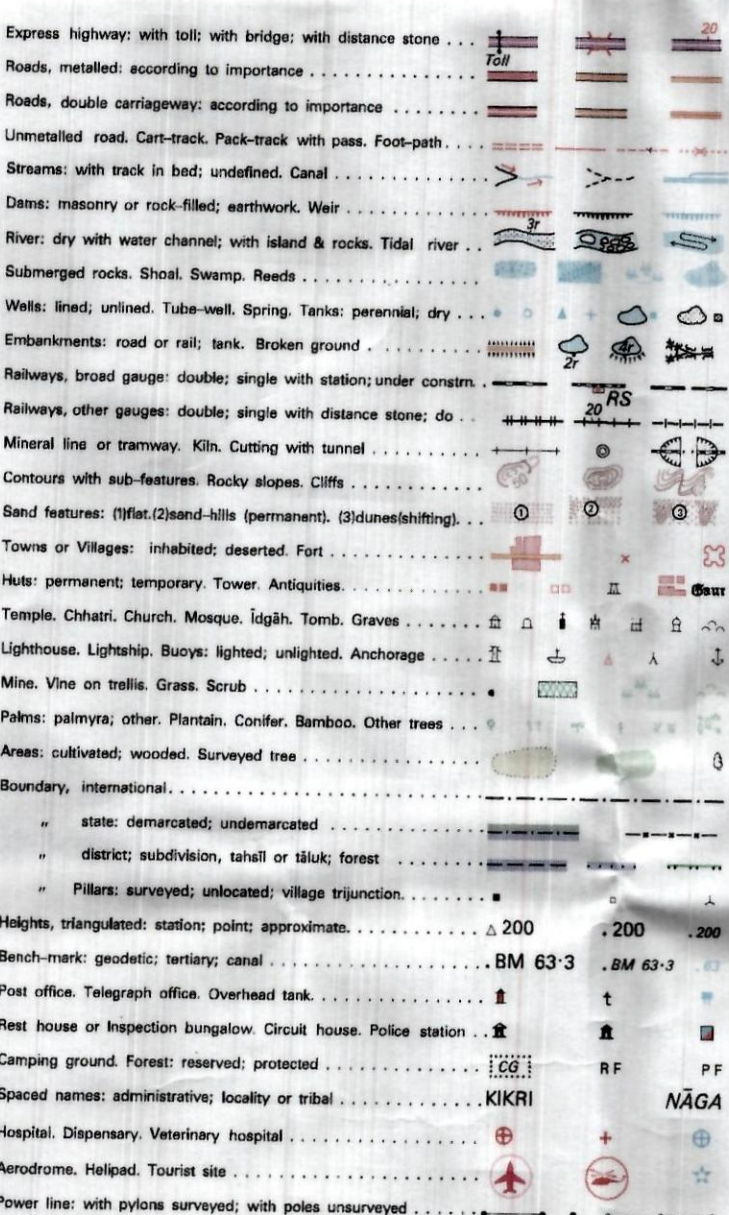 Express highway: with toll; with bridge; with distance stone . . . Toll 20
Roads, metalled: according to importance . . . . . . . . . . . . . . . . .
Roads, double carriageway: according to importance . . . . . . . .
Unmetalled road. Cart-track. Pack-track with pass. Foot-path. . . .
Streams: with track in bed; undefined. Canal . . . . . . . . . . . . . .
Dams: masonry or rock-filled; earthwork. Weir . . . . . . . . . . . . .
River: dry with water channel; with island & rocks. Tidal river . . 3r
Submerged rocks. Shoal. Swamp. Reeds . . . . . . . . . . . . . . . . . .
Wells: lined; unlined. Tube-well. Spring. Tanks: perennial; dry . . .
Embankments: road or rail; tank. Broken ground . . . . . . . . . . . 2r 4r
Railways, broad gauge: double; single with station; under constrn. . RS
Railways, other gauges: double; single with distance stone; do . . 20
Mineral line or tramway. Kiln. Cutting with tunnel . . . . . . . . . . .
Contours with sub-features. Rocky slopes. Cliffs . . . . . . . . . . . .
Sand features: (1)flat.(2)sand-hills (permanent). (3)dunes(shifting). . . 1 2 3
Towns or Villages: inhabited; deserted. Fort . . . . . . . . . . . . . . .
Huts: permanent; temporary. Tower. Antiquities. . . . . . . . . . . . . Gaur
Temple. Chhatri. Church. Mosque. Īdgāh. Tomb. Graves . . . . . . . .
Lighthouse. Lightship. Buoys: lighted; unlighted. Anchorage . . . . .
Mine. Vine on trellis. Grass. Scrub . . . . . . . . . . . . . . . . . . . . . .
Palms: palmyra; other. Plantain. Conifer. Bamboo. Other trees . . .
Areas: cultivated; wooded. Surveyed tree . . . . . . . . . . . . . . . . .
Boundary, international. . . . . . . . . . . . . . . . . . . . . . . . . . . . . .
" state: demarcated; undemarcated . . . . . . . . . . . . . . .
" district; subdivision, tahsīl or tāluk; forest . . . . . . . .
" Pillars: surveyed; unlocated; village trijunction. . . . . . . .
Heights, triangulated: station; point; approximate. . . . . . . . . . . . 200 .200 .200
Bench-mark: geodetic; tertiary; canal . . . . . . . . . . . . . . . . . . . .BM 63·3 .BM 63·3 .63
Post office. Telegraph office. Overhead tank. . . . . . . . . . . . . . . . t
Rest house or Inspection bungalow. Circuit house. Police station . .
Camping ground. Forest: reserved; protected . . . . . . . . . . . . . . CG RF PF
Spaced names: administrative; locality or tribal . . . . . . . . . . . . .KIKRI NĀGA
Hospital. Dispensary. Veterinary hospital . . . . . . . . . . . . . . . . . .
Aerodrome. Helipad. Tourist site . . . . . . . . . . . . . . . . . . . . . . . .
Power line: with pylons surveyed; with poles unsurveyed . . . . . .